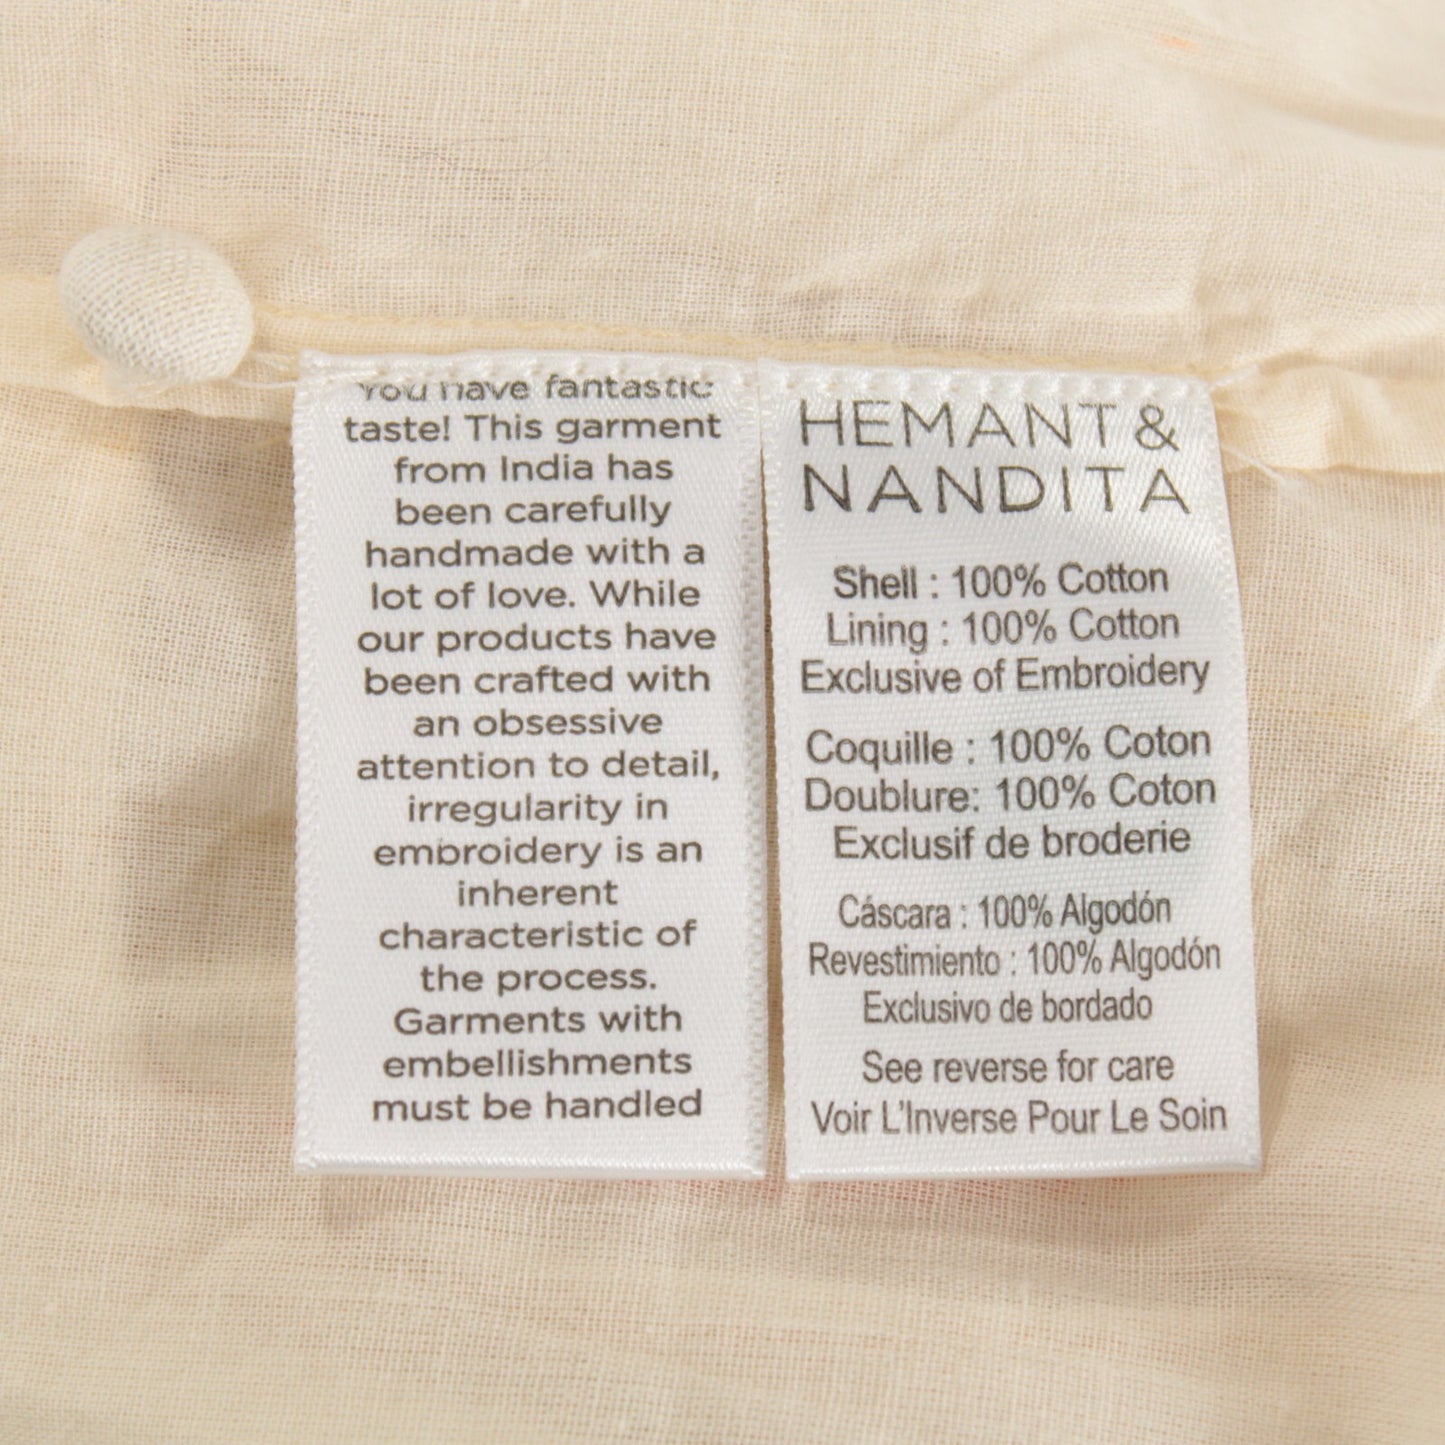 You have fantastic
taste! This garment
from India has
been carefully
handmade with a
lot of love. While
our products have
been crafted with
an obsessive
attention to detail,
irregularity in
embroidery is an
inherent
characteristic of
the process.
Garments with
embellishments
must be handled
HEMANT &
NANDITA
Shell : 100% Cotton
Lining : 100% Cotton
Exclusive of Embroidery
Coquille : 100% Coton
Doublure: 100% Coton
Exclusif de broderie
Cáscara : 100% Algodón
Revestimiento : 100% Algodón
Exclusivo de bordado
See reverse for care
Voir L'Inverse Pour Le Soin